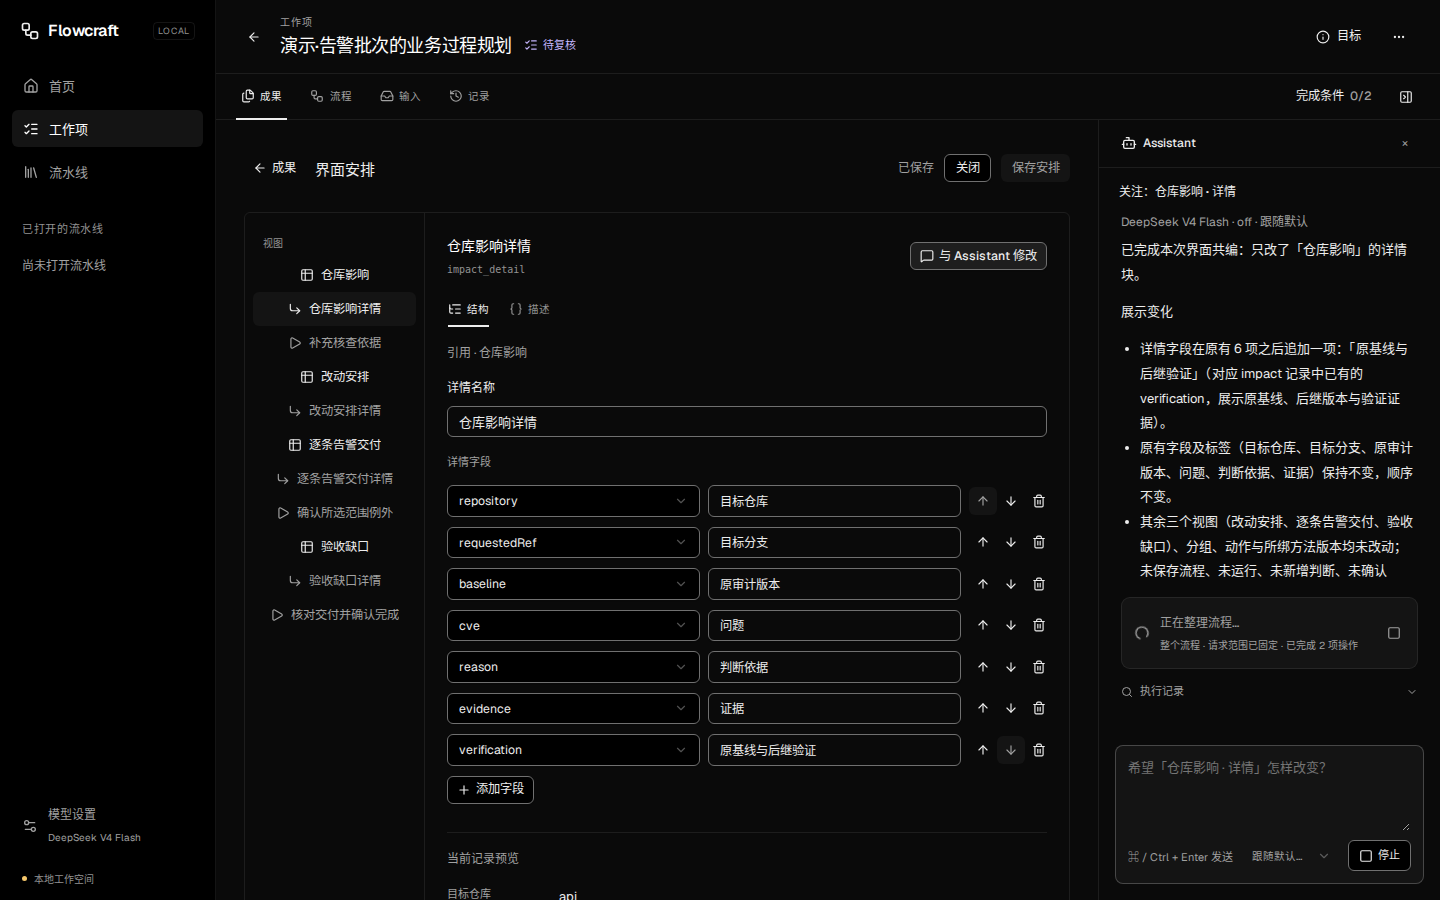 Flowcraft
LOCAL
首页
工作项
流水线
已打开的流水线
尚未打开流水线
模型设置
DeepSeek V4 Flash
本地工作空间
工作项
演示·告警批次的业务过程规划
待复核
目标
成果
流程
输入
记录
完成条件 0/2
成果
界面安排
已保存
关闭
保存安排
视图
仓库影响
仓库影响详情
补充核查依据
改动安排
改动安排详情
逐条告警交付
逐条告警交付详情
确认所选范围例外
验收缺口
验收缺口详情
核对交付并确认完成
仓库影响详情
impact_detail
与 Assistant 修改
结构
描述
引用 · 仓库影响
详情名称
仓库影响详情
详情字段
repository
目标仓库
requestedRef
目标分支
baseline
原审计版本
cve
问题
reason
判断依据
evidence
证据
verification
原基线与后继验证
添加字段
当前记录预览
目标仓库
api
Assistant
关注：仓库影响 · 详情
DeepSeek V4 Flash · off · 跟随默认
已完成本次界面共编：只改了「仓库影响」的详情
块。
展示变化
详情字段在原有 6 项之后追加一项：「原基线与
后继验证」（对应 impact 记录中已有的
verification，展示原基线、后继版本与验证证
据）。
原有字段及标签（目标仓库、目标分支、原审计
版本、问题、判断依据、证据）保持不变，顺序
不变。
其余三个视图（改动安排、逐条告警交付、验收
缺口）、分组、动作与所绑方法版本均未改动；
未保存流程、未运行、未新增判断、未确认
正在整理流程…
整个流程 · 请求范围已固定 · 已完成 2 项操作
执行记录
希望「仓库影响 · 详情」怎样改变？
⌘ / Ctrl + Enter 发送
跟随默认...
停止